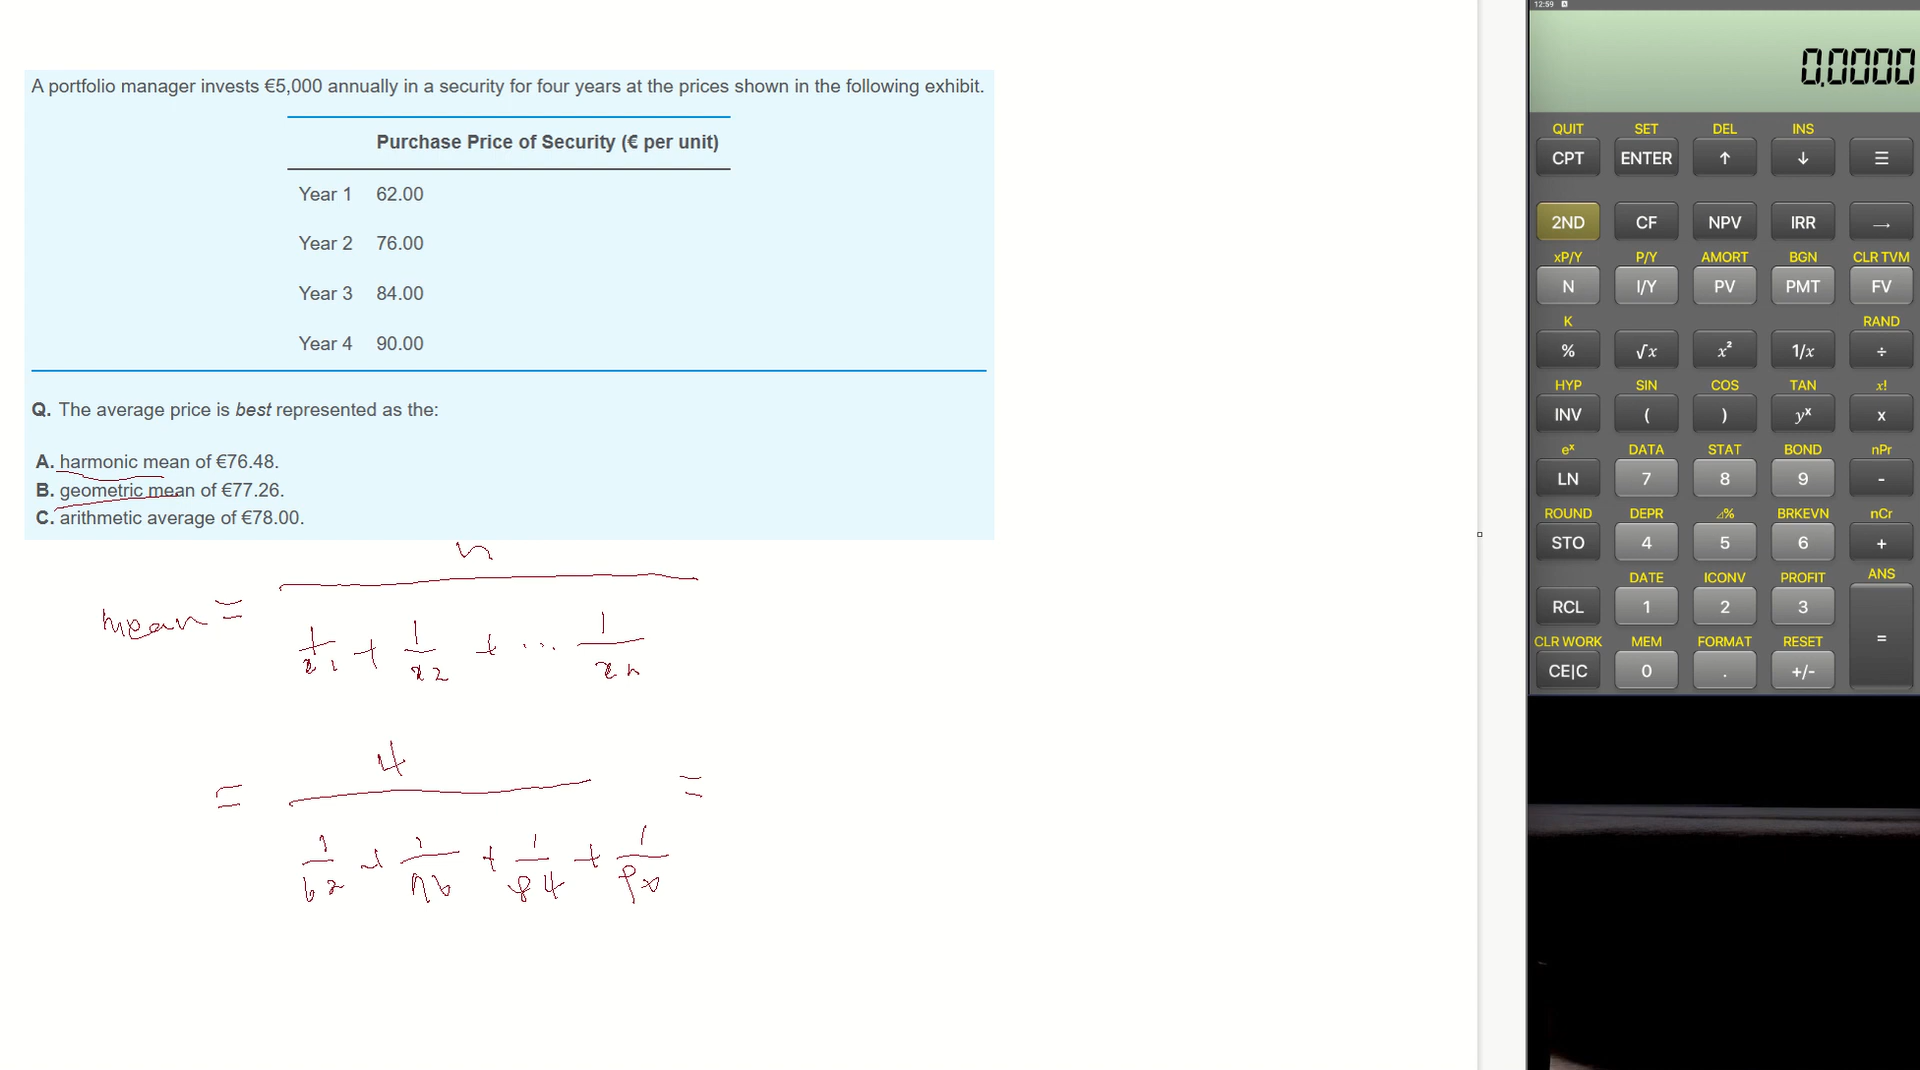 A portfolio manager invests €5,000 annually in a security for four years at the prices shown in the following exhibit.
Purchase Price of Security (€ per unit)
Year 1 62.00
Year 2 76.00
Year 3 84.00
Year 4 90.00
Q. The average price is best represented as the:
A. harmonic mean of €76.48.
B. geometric mean of €77.26.
C. arithmetic average of €78.00.
n
mean =
1/x1 + 1/x2 + ... 1/xn
4
= =
1/62 + 1/76 + 1/84 + 1/90
12:59
0.0000
QUIT SET DEL INS
CPT ENTER ↑ ↓ ☰
2ND CF NPV IRR →
xP/Y P/Y AMORT BGN CLR TVM
N I/Y PV PMT FV
K RAND
% √x x² 1/x ÷
HYP SIN COS TAN x!
INV ( ) yˣ x
eˣ DATA STAT BOND nPr
LN 7 8 9 -
ROUND DEPR ⊿% BRKEVN nCr
STO 4 5 6 +
DATE ICONV PROFIT ANS
RCL 1 2 3 =
CLR WORK MEM FORMAT RESET
CE|C 0 . +/-